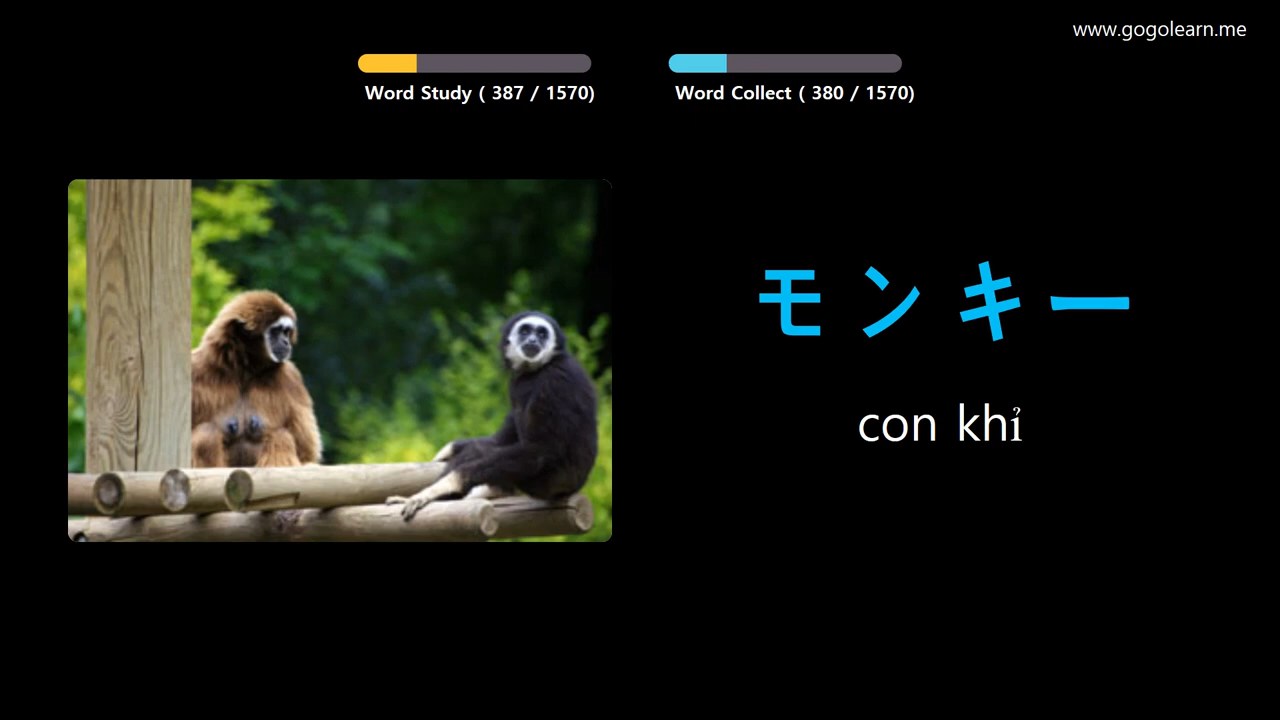 www.gogolearn.me
Word Study ( 387 / 1570)
Word Collect ( 380 / 1570)
モンキー
con khỉ